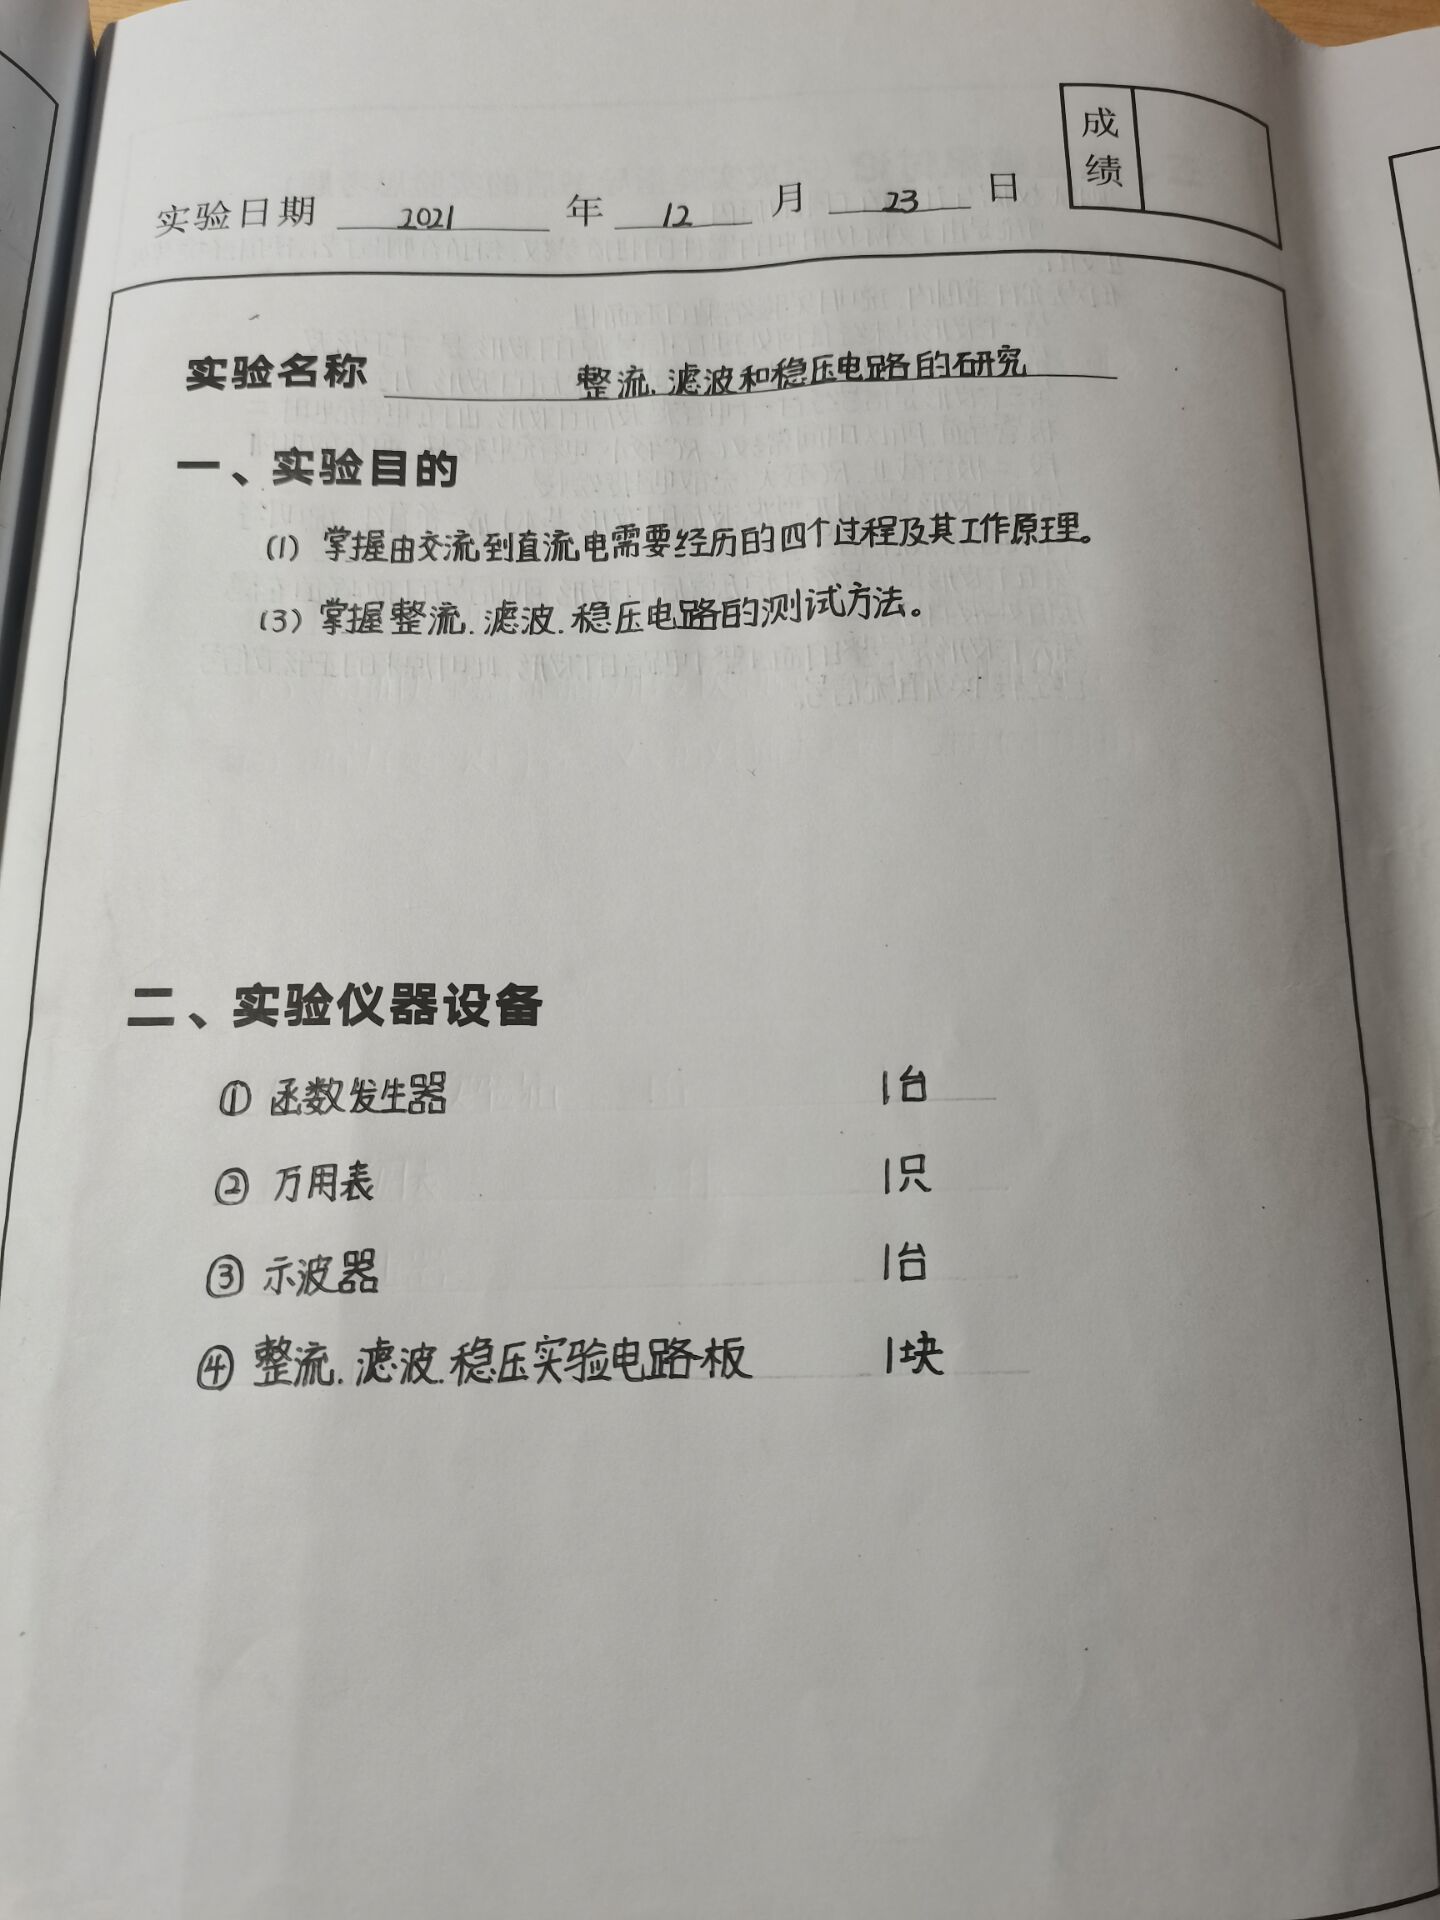 成绩
实验日期 2021 年 12 月 23 日
实验名称 整流.滤波和稳压电路的研究
一、实验目的
(1) 掌握由交流到直流电需要经历的四个过程及其工作原理。
(3) 掌握整流.滤波.稳压电路的测试方法。
二、实验仪器设备
① 函数发生器 1台
② 万用表 1只
③ 示波器 1台
④ 整流.滤波.稳压实验电路板 1块